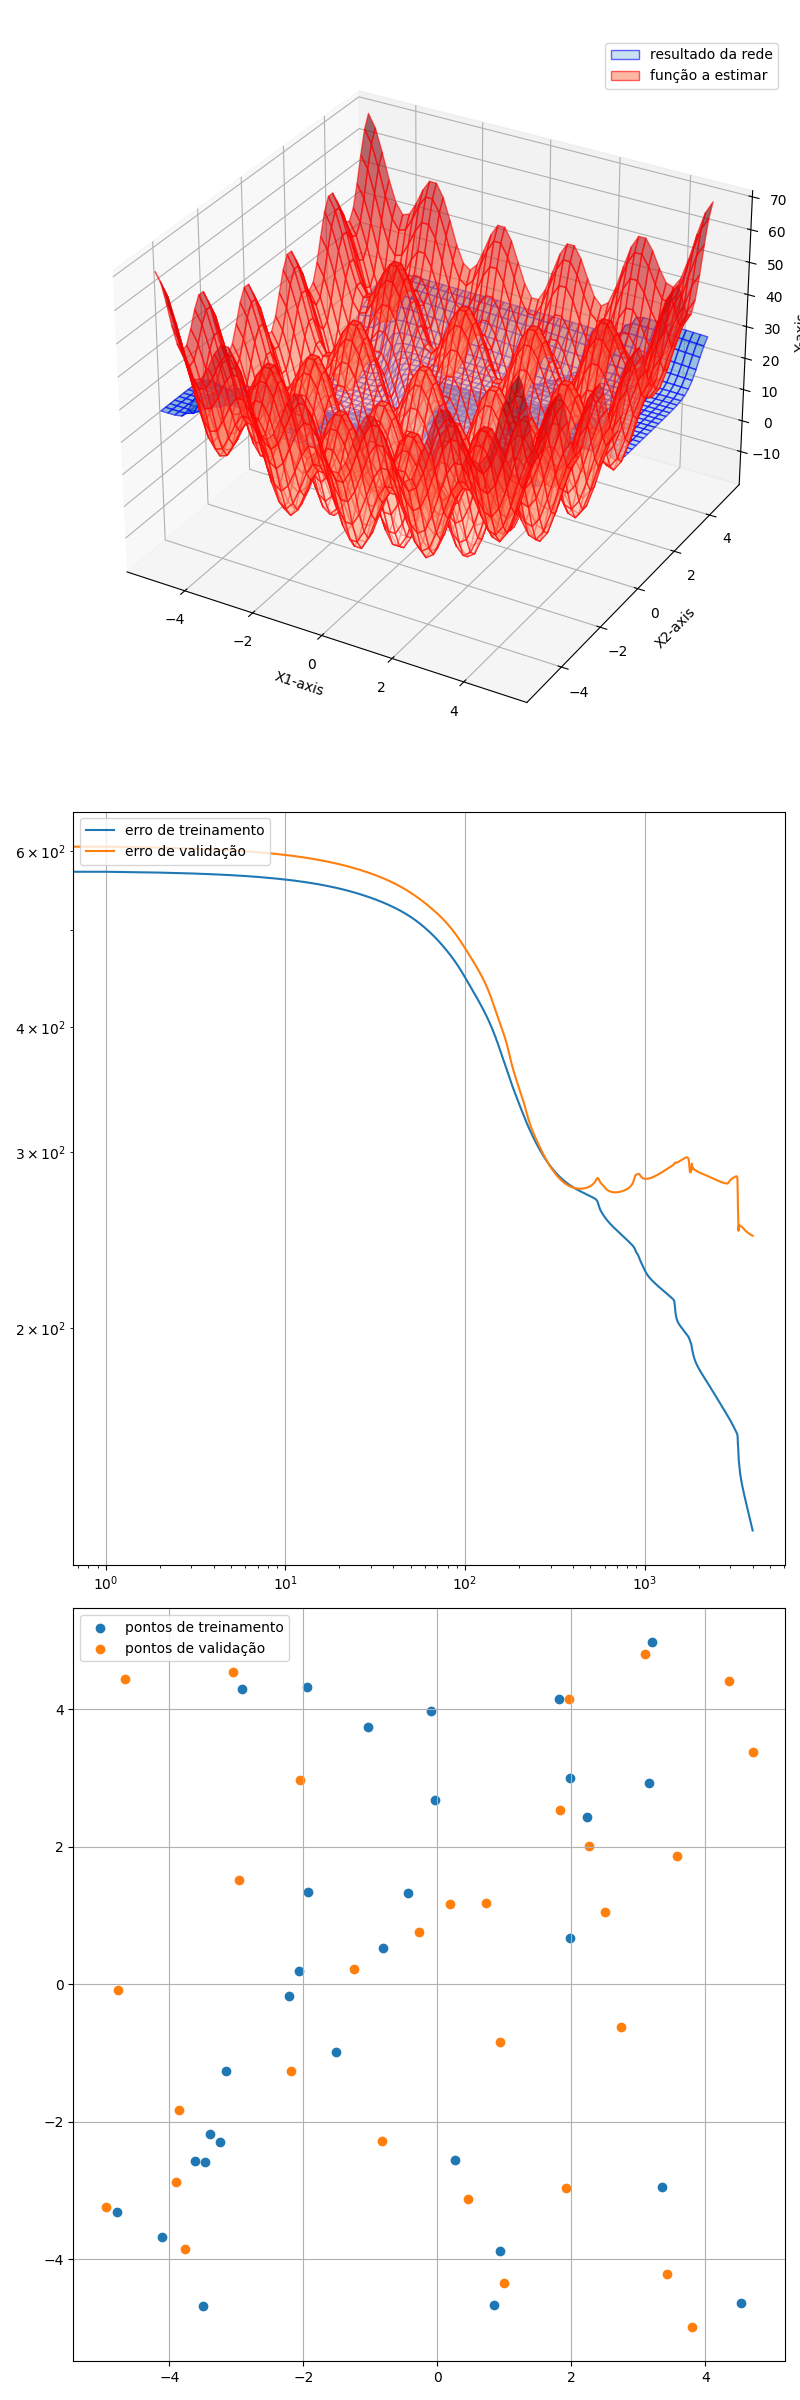 resultado da rede
função a estimar
70
60
50
40
30
20
10
0
−10
4
2
0
−2
−4
X2-axis
−4
−2
0
2
4
X1-axis
erro de treinamento
erro de validação
6 × 10²
4 × 10²
3 × 10²
2 × 10²
10⁰ 10¹ 10² 10³
pontos de treinamento
pontos de validação
4
2
0
−2
−4
−4 −2 0 2 4